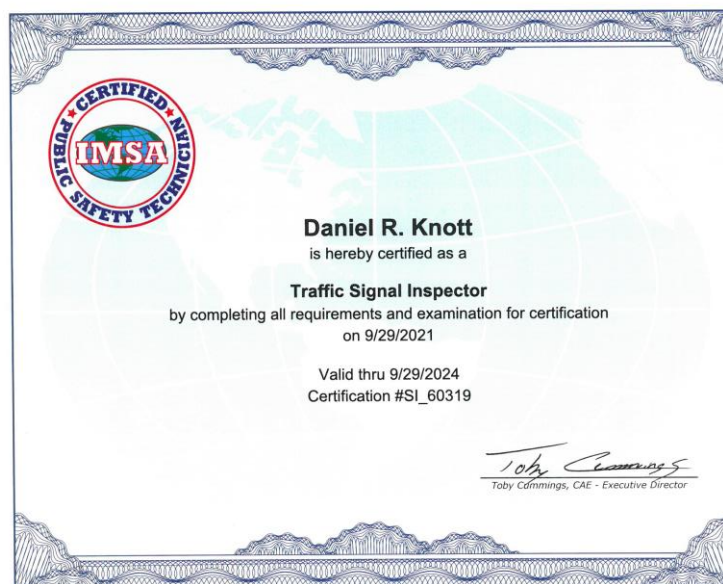 CERTIFIED
IMSA
PUBLIC SAFETY TECHNICIAN
Daniel R. Knott
is hereby certified as a
Traffic Signal Inspector
by completing all requirements and examination for certification
on 9/29/2021
Valid thru 9/29/2024
Certification #SI_60319
Toby Cummings
Toby Cummings, CAE - Executive Director